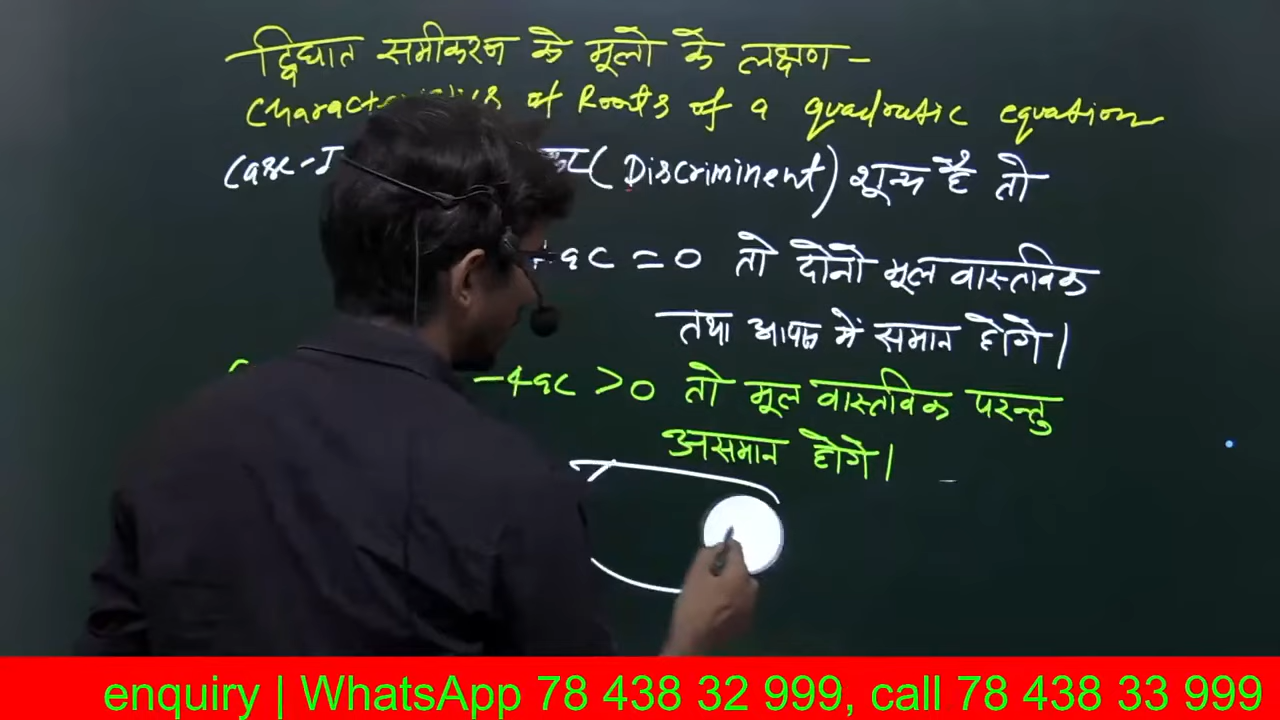 द्विघात समीकरण के मूलो के लक्षण -
of Roots of a quadratic equation
Case-I (Discriminent) शून्य है तो
4ac = 0 तो दोनो मूल वास्तविक
तथा आपस में समान होगे।
-4ac > 0 तो मूल वास्तविक परन्तु
असमान होगे।
enquiry | WhatsApp 78 438 32 999, call 78 438 33 999